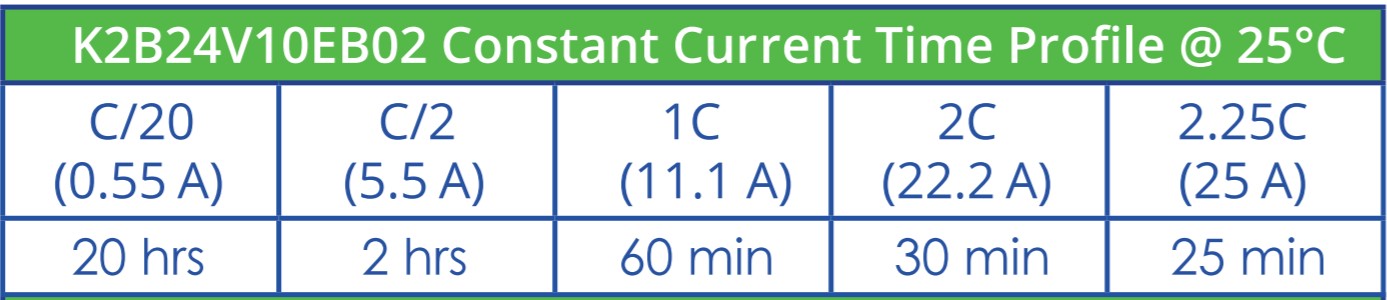 K2B24V10EB02 Constant Current Time Profile @ 25°C
C/20 C/2 1C 2C 2.25C
(0.55 A) (5.5 A) (11.1 A) (22.2 A) (25 A)
20 hrs 2 hrs 60 min 30 min 25 min